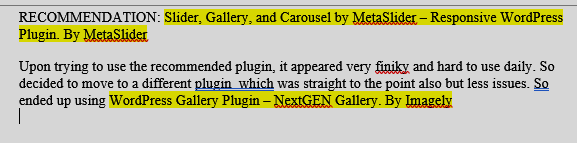 RECOMMENDATION: Slider, Gallery, and Carousel by MetaSlider – Responsive WordPress
Plugin. By MetaSlider
Upon trying to use the recommended plugin, it appeared very finiky and hard to use daily. So
decided to move to a different plugin which was straight to the point also but less issues. So
ended up using WordPress Gallery Plugin – NextGEN Gallery. By Imagely